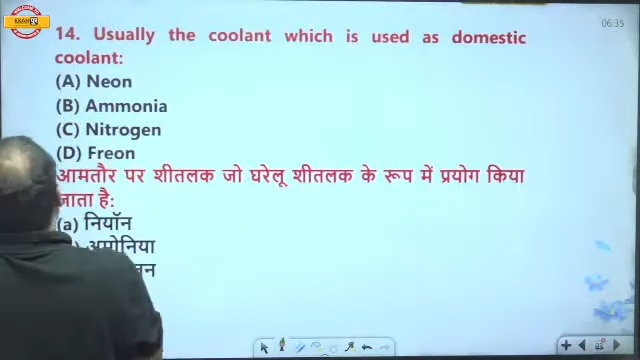 06:35
14. Usually the coolant which is used as domestic
coolant:
(A) Neon
(B) Ammonia
(C) Nitrogen
(D) Freon
आमतौर पर शीतलक जो घरेलू शीतलक के रूप में प्रयोग किया
जाता है:
(a) नियॉन
अमोनिया